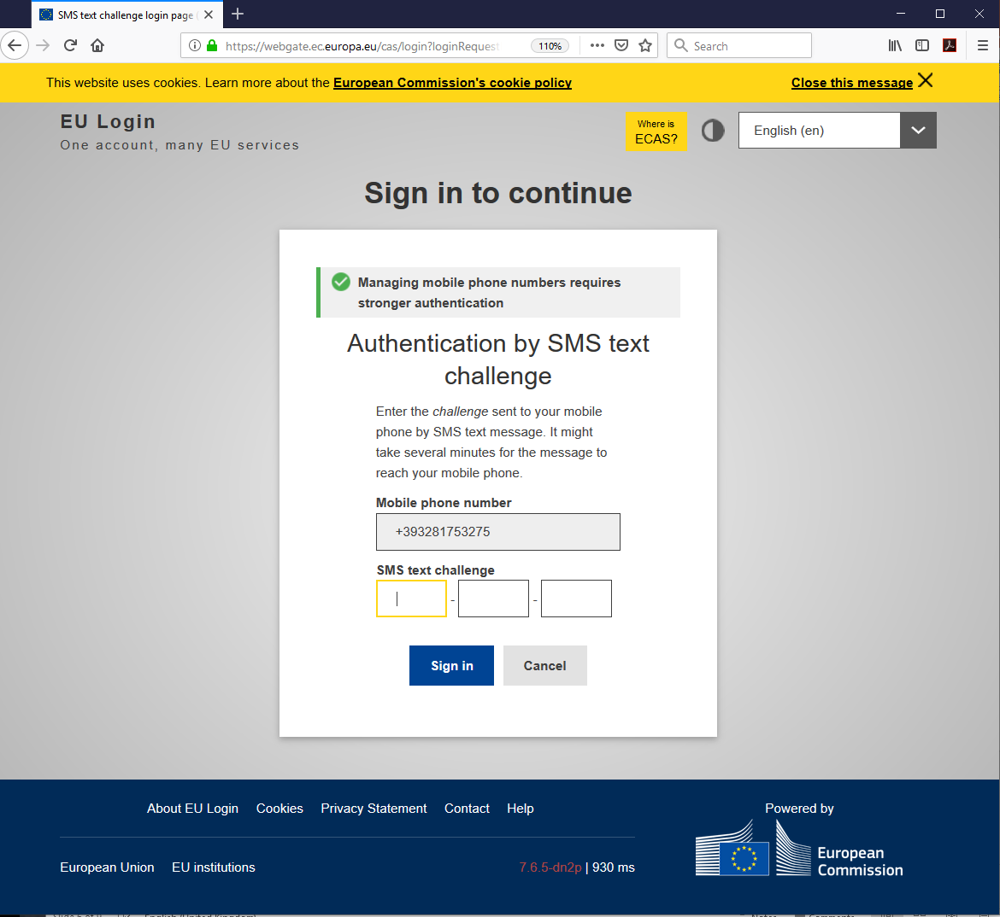 SMS text challenge login page (
https://webgate.ec.europa.eu/cas/login?loginRequest
110%
Search
This website uses cookies. Learn more about the European Commission's cookie policy
Close this message
EU Login
One account, many EU services
Where is
ECAS?
English (en)
Sign in to continue
Managing mobile phone numbers requires
stronger authentication
Authentication by SMS text
challenge
Enter the challenge sent to your mobile
phone by SMS text message. It might
take several minutes for the message to
reach your mobile phone.
Mobile phone number
+393281753275
SMS text challenge
- -
Sign in
Cancel
About EU Login Cookies Privacy Statement Contact Help
Powered by
European Union EU institutions
7.6.5-dn2p | 930 ms
European
Commission